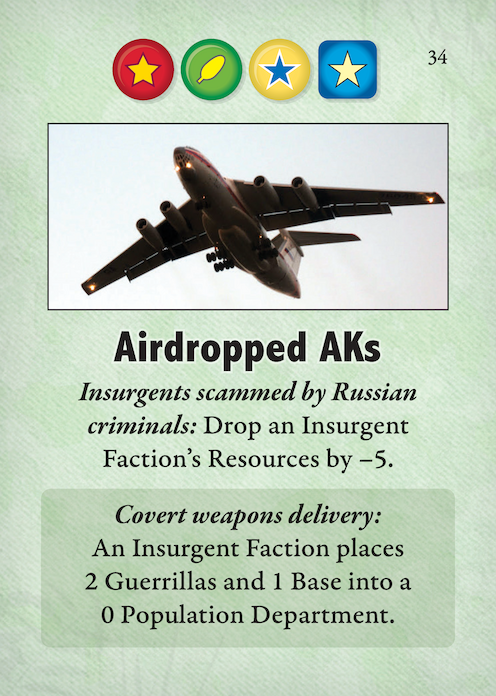 34
Airdropped AKs
Insurgents scammed by Russian
criminals: Drop an Insurgent
Faction’s Resources by –5.
Covert weapons delivery:
An Insurgent Faction places
2 Guerrillas and 1 Base into a
0 Population Department.